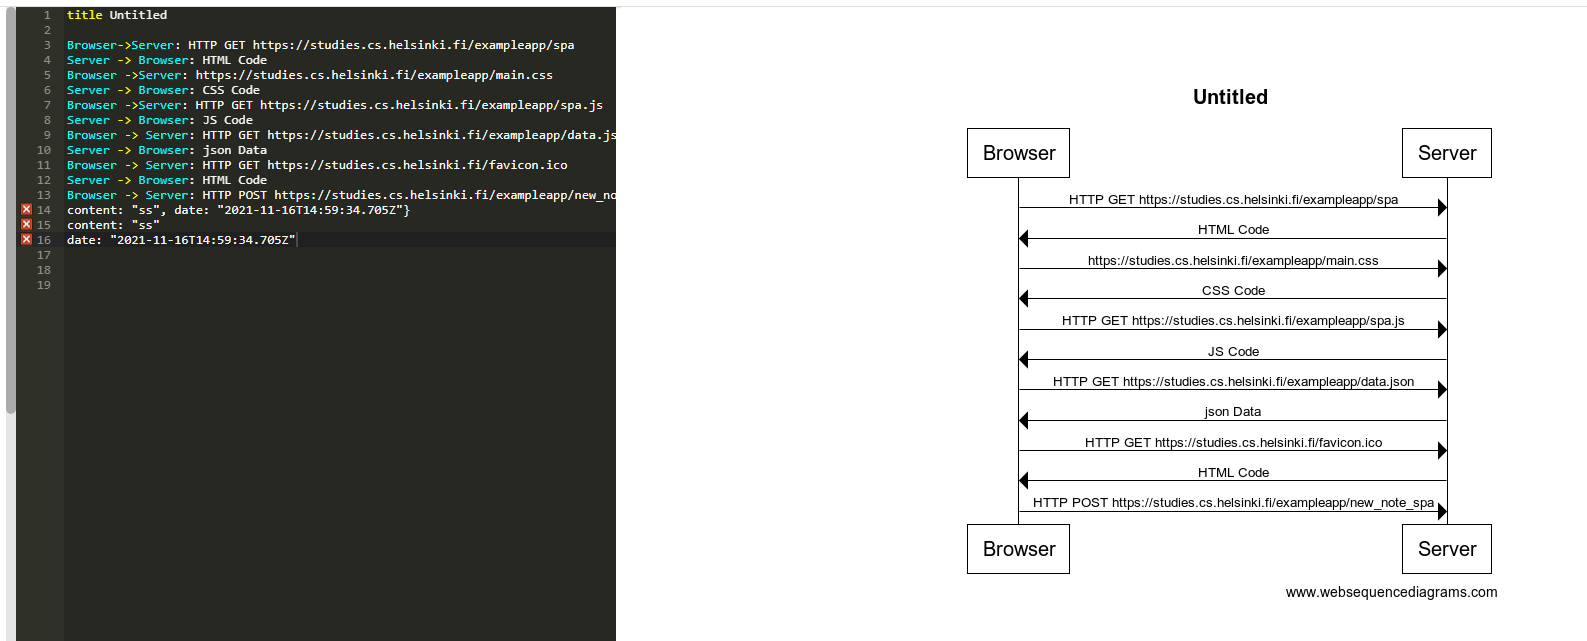 1 title Untitled
2
3 Browser->Server: HTTP GET https://studies.cs.helsinki.fi/exampleapp/spa
4 Server -> Browser: HTML Code
5 Browser ->Server: https://studies.cs.helsinki.fi/exampleapp/main.css
6 Server -> Browser: CSS Code
7 Browser ->Server: HTTP GET https://studies.cs.helsinki.fi/exampleapp/spa.js
8 Server -> Browser: JS Code
9 Browser -> Server: HTTP GET https://studies.cs.helsinki.fi/exampleapp/data.js
10 Server -> Browser: json Data
11 Browser -> Server: HTTP GET https://studies.cs.helsinki.fi/favicon.ico
12 Server -> Browser: HTML Code
13 Browser -> Server: HTTP POST https://studies.cs.helsinki.fi/exampleapp/new_no
14 content: "ss", date: "2021-11-16T14:59:34.705Z"}
15 content: "ss"
16 date: "2021-11-16T14:59:34.705Z"
17
18
19
Untitled
Browser Server
HTTP GET https://studies.cs.helsinki.fi/exampleapp/spa
HTML Code
https://studies.cs.helsinki.fi/exampleapp/main.css
CSS Code
HTTP GET https://studies.cs.helsinki.fi/exampleapp/spa.js
JS Code
HTTP GET https://studies.cs.helsinki.fi/exampleapp/data.json
json Data
HTTP GET https://studies.cs.helsinki.fi/favicon.ico
HTML Code
HTTP POST https://studies.cs.helsinki.fi/exampleapp/new_note_spa
Browser Server
www.websequencediagrams.com